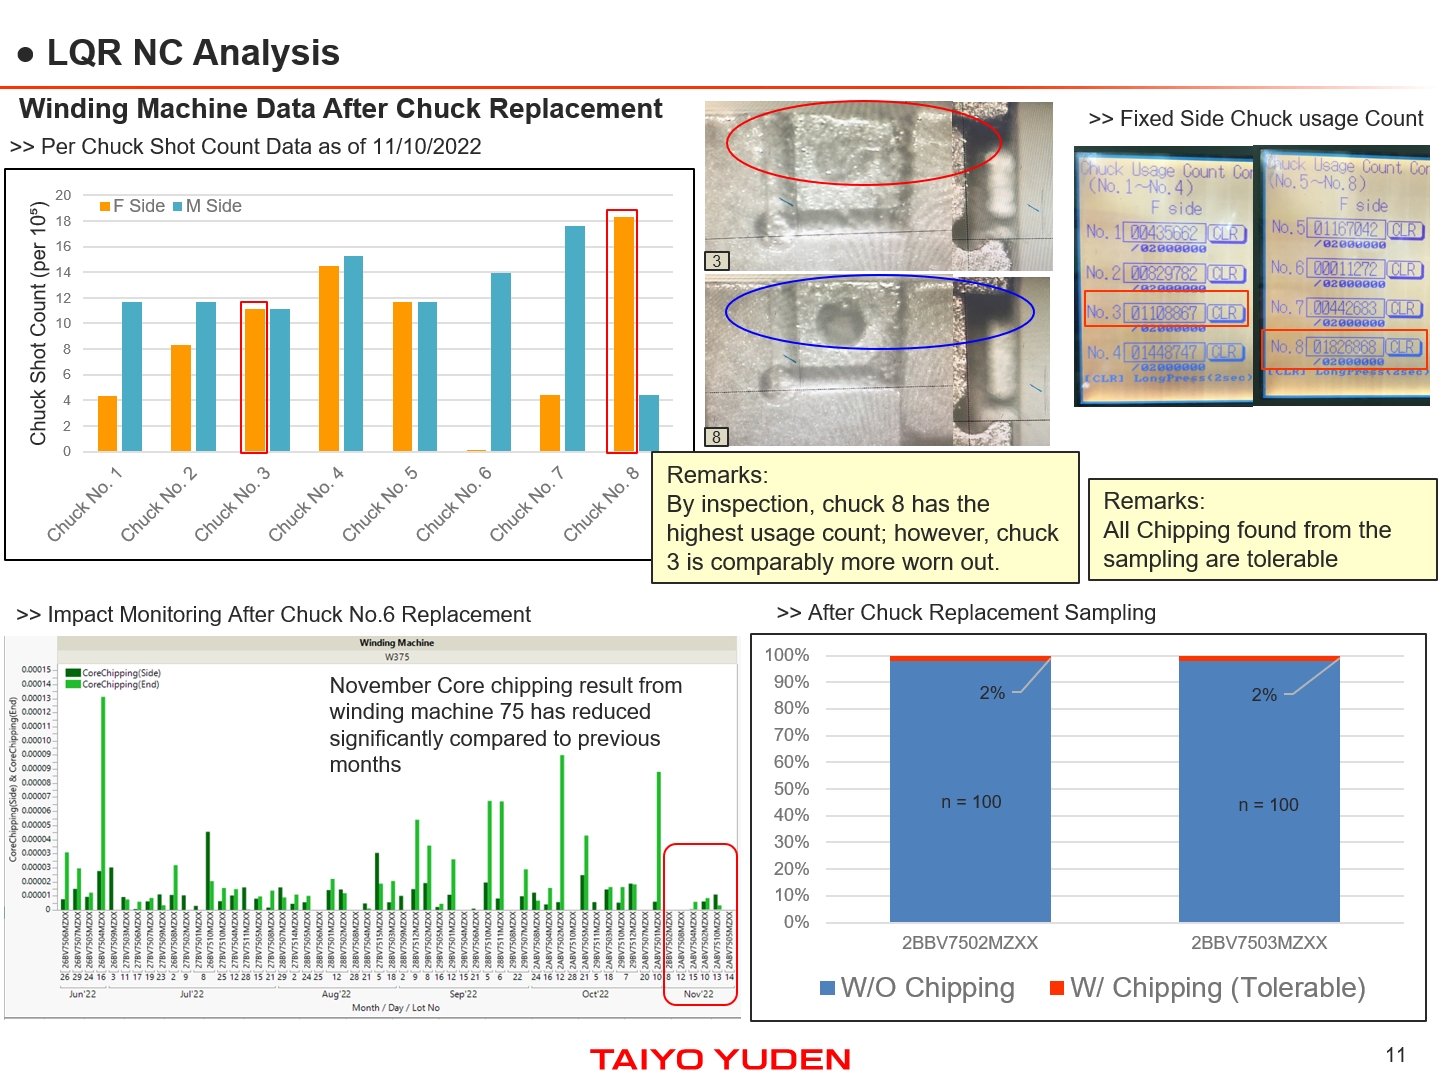 ● LQR NC Analysis
Winding Machine Data After Chuck Replacement
>> Per Chuck Shot Count Data as of 11/10/2022
Chuck Shot Count (per 10⁵)
20
18
16
14
12
10
8
6
4
2
0
F Side
M Side
Chuck No. 1
Chuck No. 2
Chuck No. 3
Chuck No. 4
Chuck No. 5
Chuck No. 6
Chuck No. 7
Chuck No. 8
3
8
>> Fixed Side Chuck usage Count
Chuck Usage Count Cor
(No.1~No.4)
F side
No.1 00435662 CLR
/02000000
No.2 00829782 CLR
/02000000
No.3 01108867 CLR
/02000000
No.4 01448747 CLR
/02000000
[CLR] LongPress(2sec)
Chuck Usage Count Cor
(No.5~No.8)
F side
No.5 01167042 CLR
/02000000
No.6 00011272 CLR
/02000000
No.7 00442683 CLR
/02000000
No.8 01826868 CLR
/02000000
[CLR] LongPress(2sec)
Remarks:
By inspection, chuck 8 has the
highest usage count; however, chuck
3 is comparably more worn out.
Remarks:
All Chipping found from the
sampling are tolerable
>> Impact Monitoring After Chuck No.6 Replacement
Winding Machine
W375
CoreChipping(Side) & CoreChipping(End)
0.00015
0.00014
0.00013
0.00012
0.00011
0.00010
0.00009
0.00008
0.00007
0.00006
0.00005
0.00004
0.00003
0.00002
0.00001
0
CoreChipping(Side)
CoreChipping(End)
November Core chipping result from
winding machine 75 has reduced
significantly compared to previous
months
Jun'22
Jul'22
Aug'22
Sep'22
Oct'22
Nov'22
Month / Day / Lot No
>> After Chuck Replacement Sampling
100%
90%
80%
70%
60%
50%
40%
30%
20%
10%
0%
2%
n = 100
2%
n = 100
2BBV7502MZXX
2BBV7503MZXX
W/O Chipping
W/ Chipping (Tolerable)
TAIYO YUDEN
11